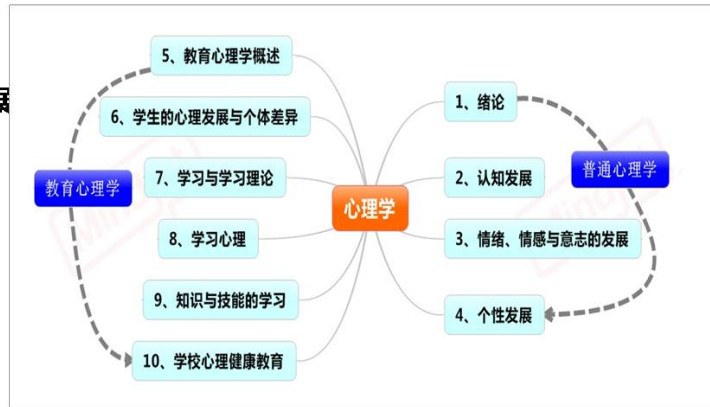 心理学
普通心理学
1、绪论
2、认知发展
3、情绪、情感与意志的发展
4、个性发展
教育心理学
5、教育心理学概述
6、学生的心理发展与个体差异
7、学习与学习理论
8、学习心理
9、知识与技能的学习
10、学校心理健康教育